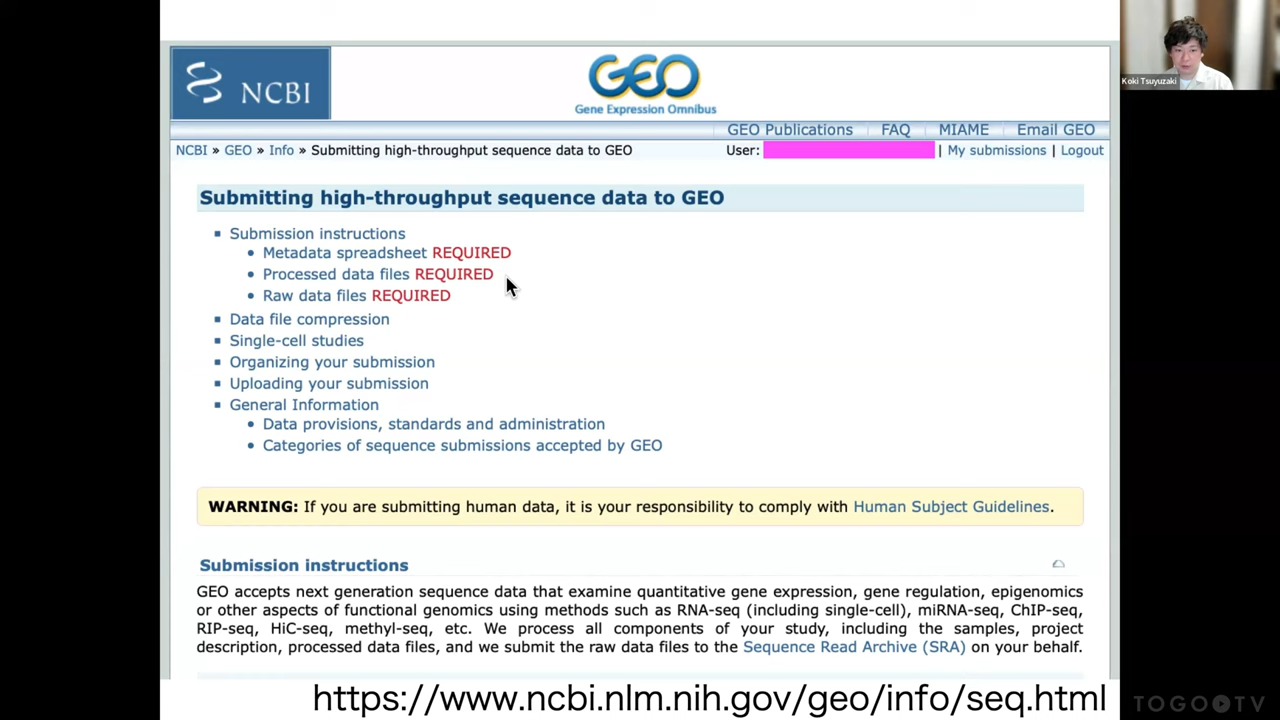 NCBI
GEO
Gene Expression Omnibus
Koki Tsuyuzaki
GEO Publications FAQ MIAME Email GEO
NCBI » GEO » Info » Submitting high-throughput sequence data to GEO User: | My submissions | Logout
Submitting high-throughput sequence data to GEO
Submission instructions
Metadata spreadsheet REQUIRED
Processed data files REQUIRED
Raw data files REQUIRED
Data file compression
Single-cell studies
Organizing your submission
Uploading your submission
General Information
Data provisions, standards and administration
Categories of sequence submissions accepted by GEO
WARNING: If you are submitting human data, it is your responsibility to comply with Human Subject Guidelines.
Submission instructions
GEO accepts next generation sequence data that examine quantitative gene expression, gene regulation, epigenomics
or other aspects of functional genomics using methods such as RNA-seq (including single-cell), miRNA-seq, ChIP-seq,
RIP-seq, HiC-seq, methyl-seq, etc. We process all components of your study, including the samples, project
description, processed data files, and we submit the raw data files to the Sequence Read Archive (SRA) on your behalf.
https://www.ncbi.nlm.nih.gov/geo/info/seq.html
TOGO TV